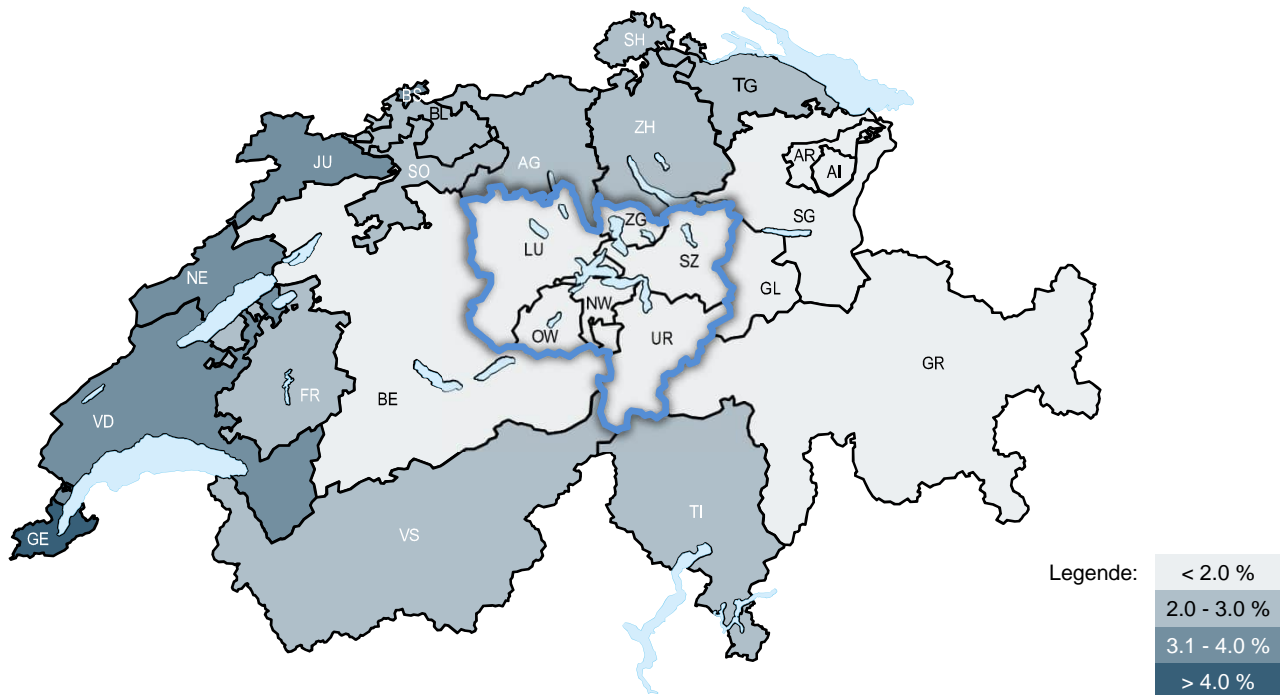 SH
TG
BS
BL
ZH
JU
SO
AG
AR
AI
SG
ZG
LU
SZ
NE
NW
GL
OW
UR
GR
FR
BE
VD
TI
VS
GE
Legende:
< 2.0 %
2.0 - 3.0 %
3.1 - 4.0 %
> 4.0 %